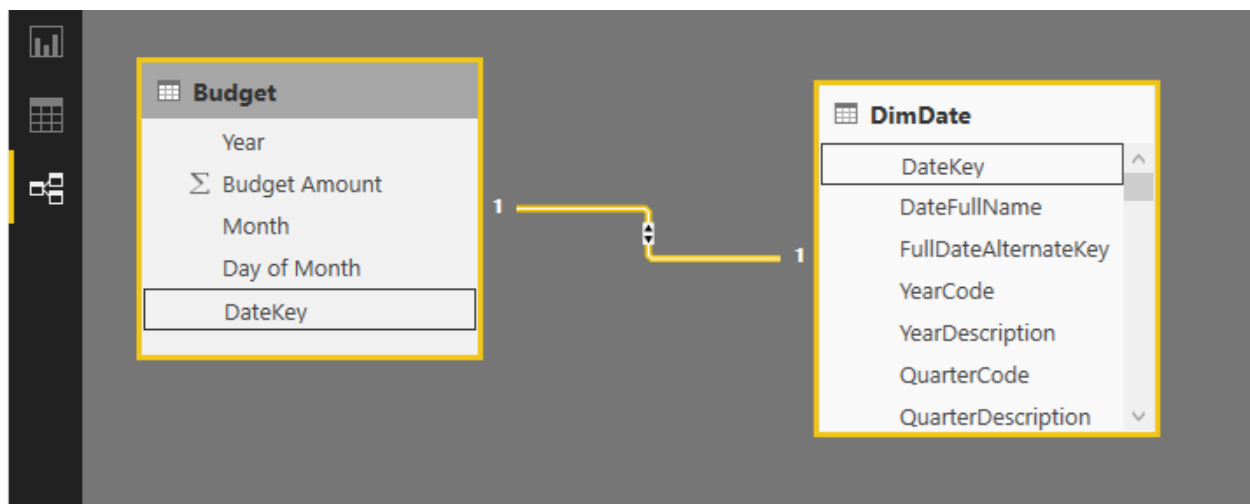 Budget
Year
Σ Budget Amount
Month
Day of Month
DateKey
1
1
DimDate
DateKey
DateFullName
FullDateAlternateKey
YearCode
YearDescription
QuarterCode
QuarterDescription